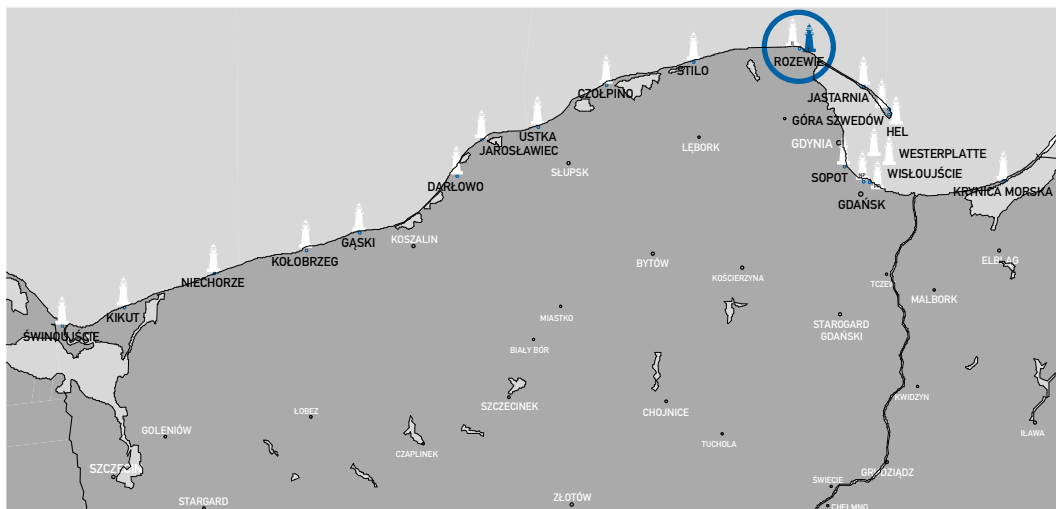 ROZEWIE
STILO
JASTARNIA
CZOŁPINO
GÓRA SZWEDÓW
HEL
USTKA
GDYNIA
LĘBORK
JAROSŁAWIEC
WESTERPLATTE
SŁUPSK
SOPOT
WISŁOUJŚCIE
DARŁOWO
KRYNICA MORSKA
GDAŃSK
GĄSKI
KOSZALIN
KOŁOBRZEG
BYTÓW
ELBLĄG
KOŚCIERZYNA
NIECHORZE
TCZEW
MALBORK
MIASTKO
KIKUT
STAROGARD
GDAŃSKI
ŚWINOUJŚCIE
BIAŁY BÓR
KWIDZYN
SZCZECINEK
CHOJNICE
ŁOBEZ
GOLENIÓW
TUCHOLA
IŁAWA
CZAPLINEK
SZCZECIN
GRUDZIĄDZ
ŚWIECIE
STARGARD
ZŁOTÓW
CHEŁMNO